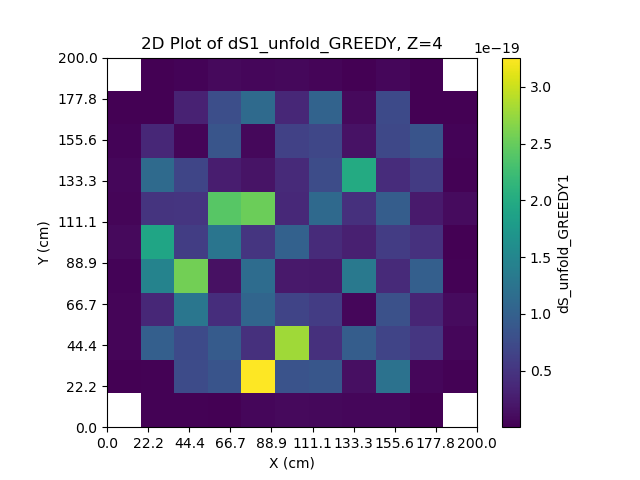 2D Plot of dS1_unfold_GREEDY, Z=4
1e−19
200.0
177.8
155.6
133.3
111.1
88.9
66.7
44.4
22.2
0.0
Y (cm)
0.0 22.2 44.4 66.7 88.9 111.1 133.3 155.6 177.8 200.0
X (cm)
3.0
2.5
2.0
1.5
1.0
0.5
dS_unfold_GREEDY1